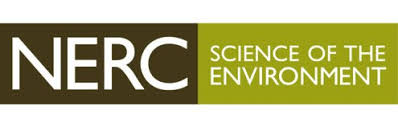 NERC
SCIENCE OF THE
ENVIRONMENT